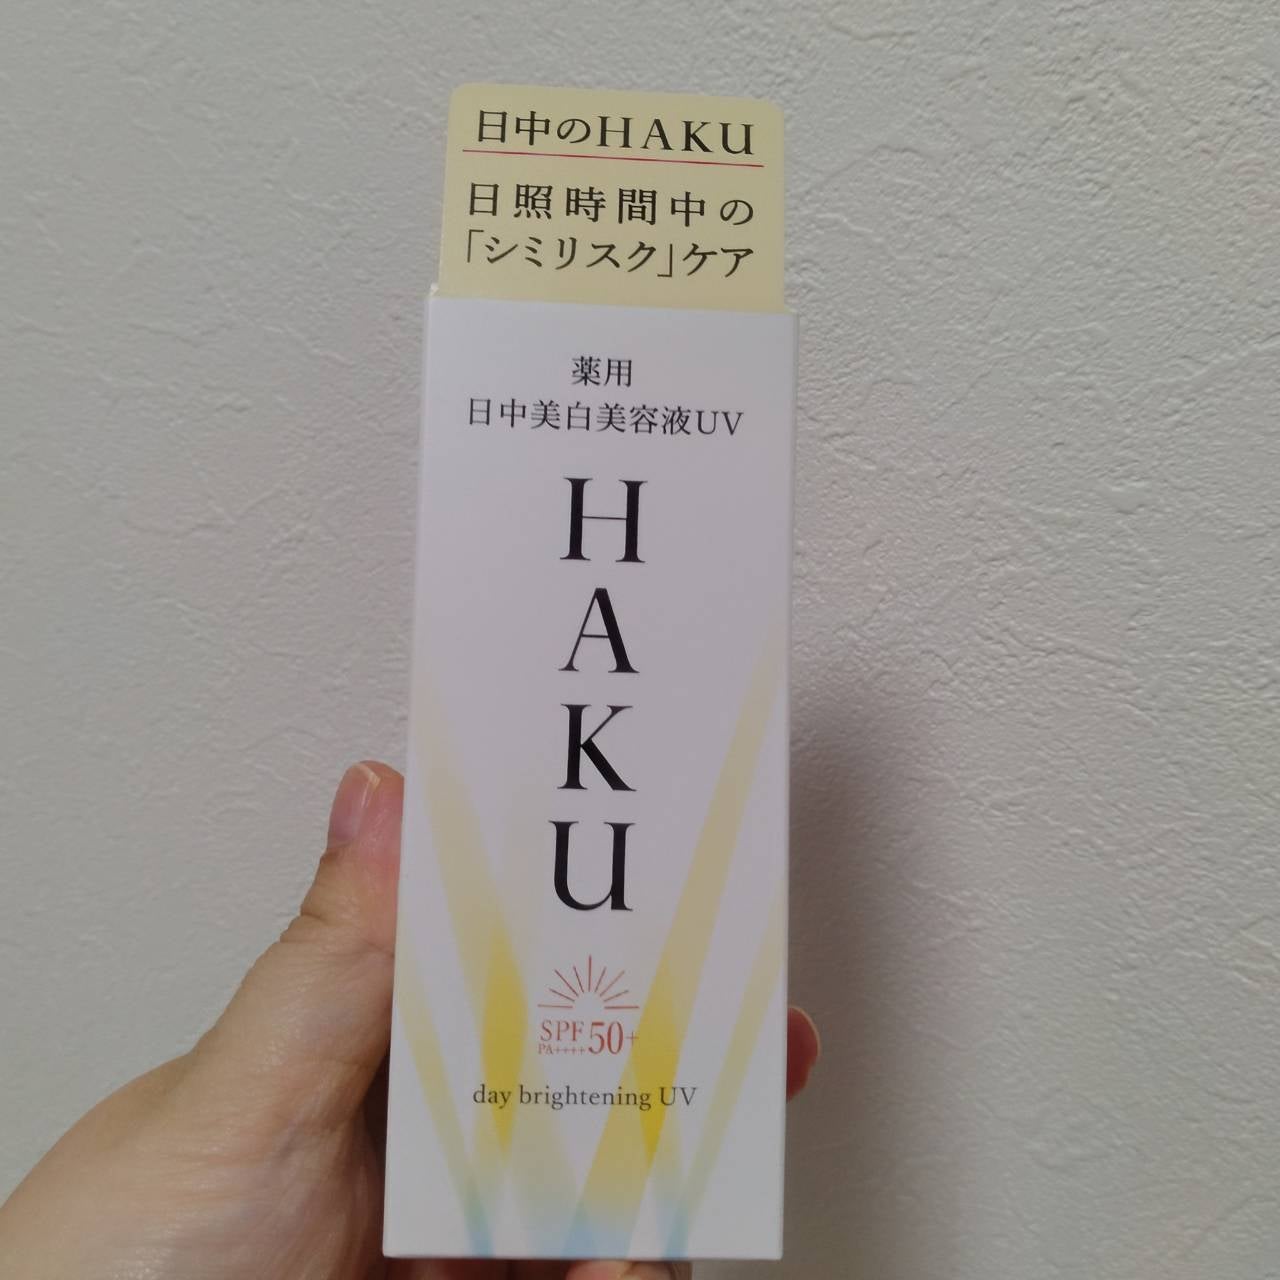 日中のHAKU
日照時間中の
「シミリスク」ケア
薬用
日中美白美容液UV
HAKU
SPF50+
PA++++
day brightening UV